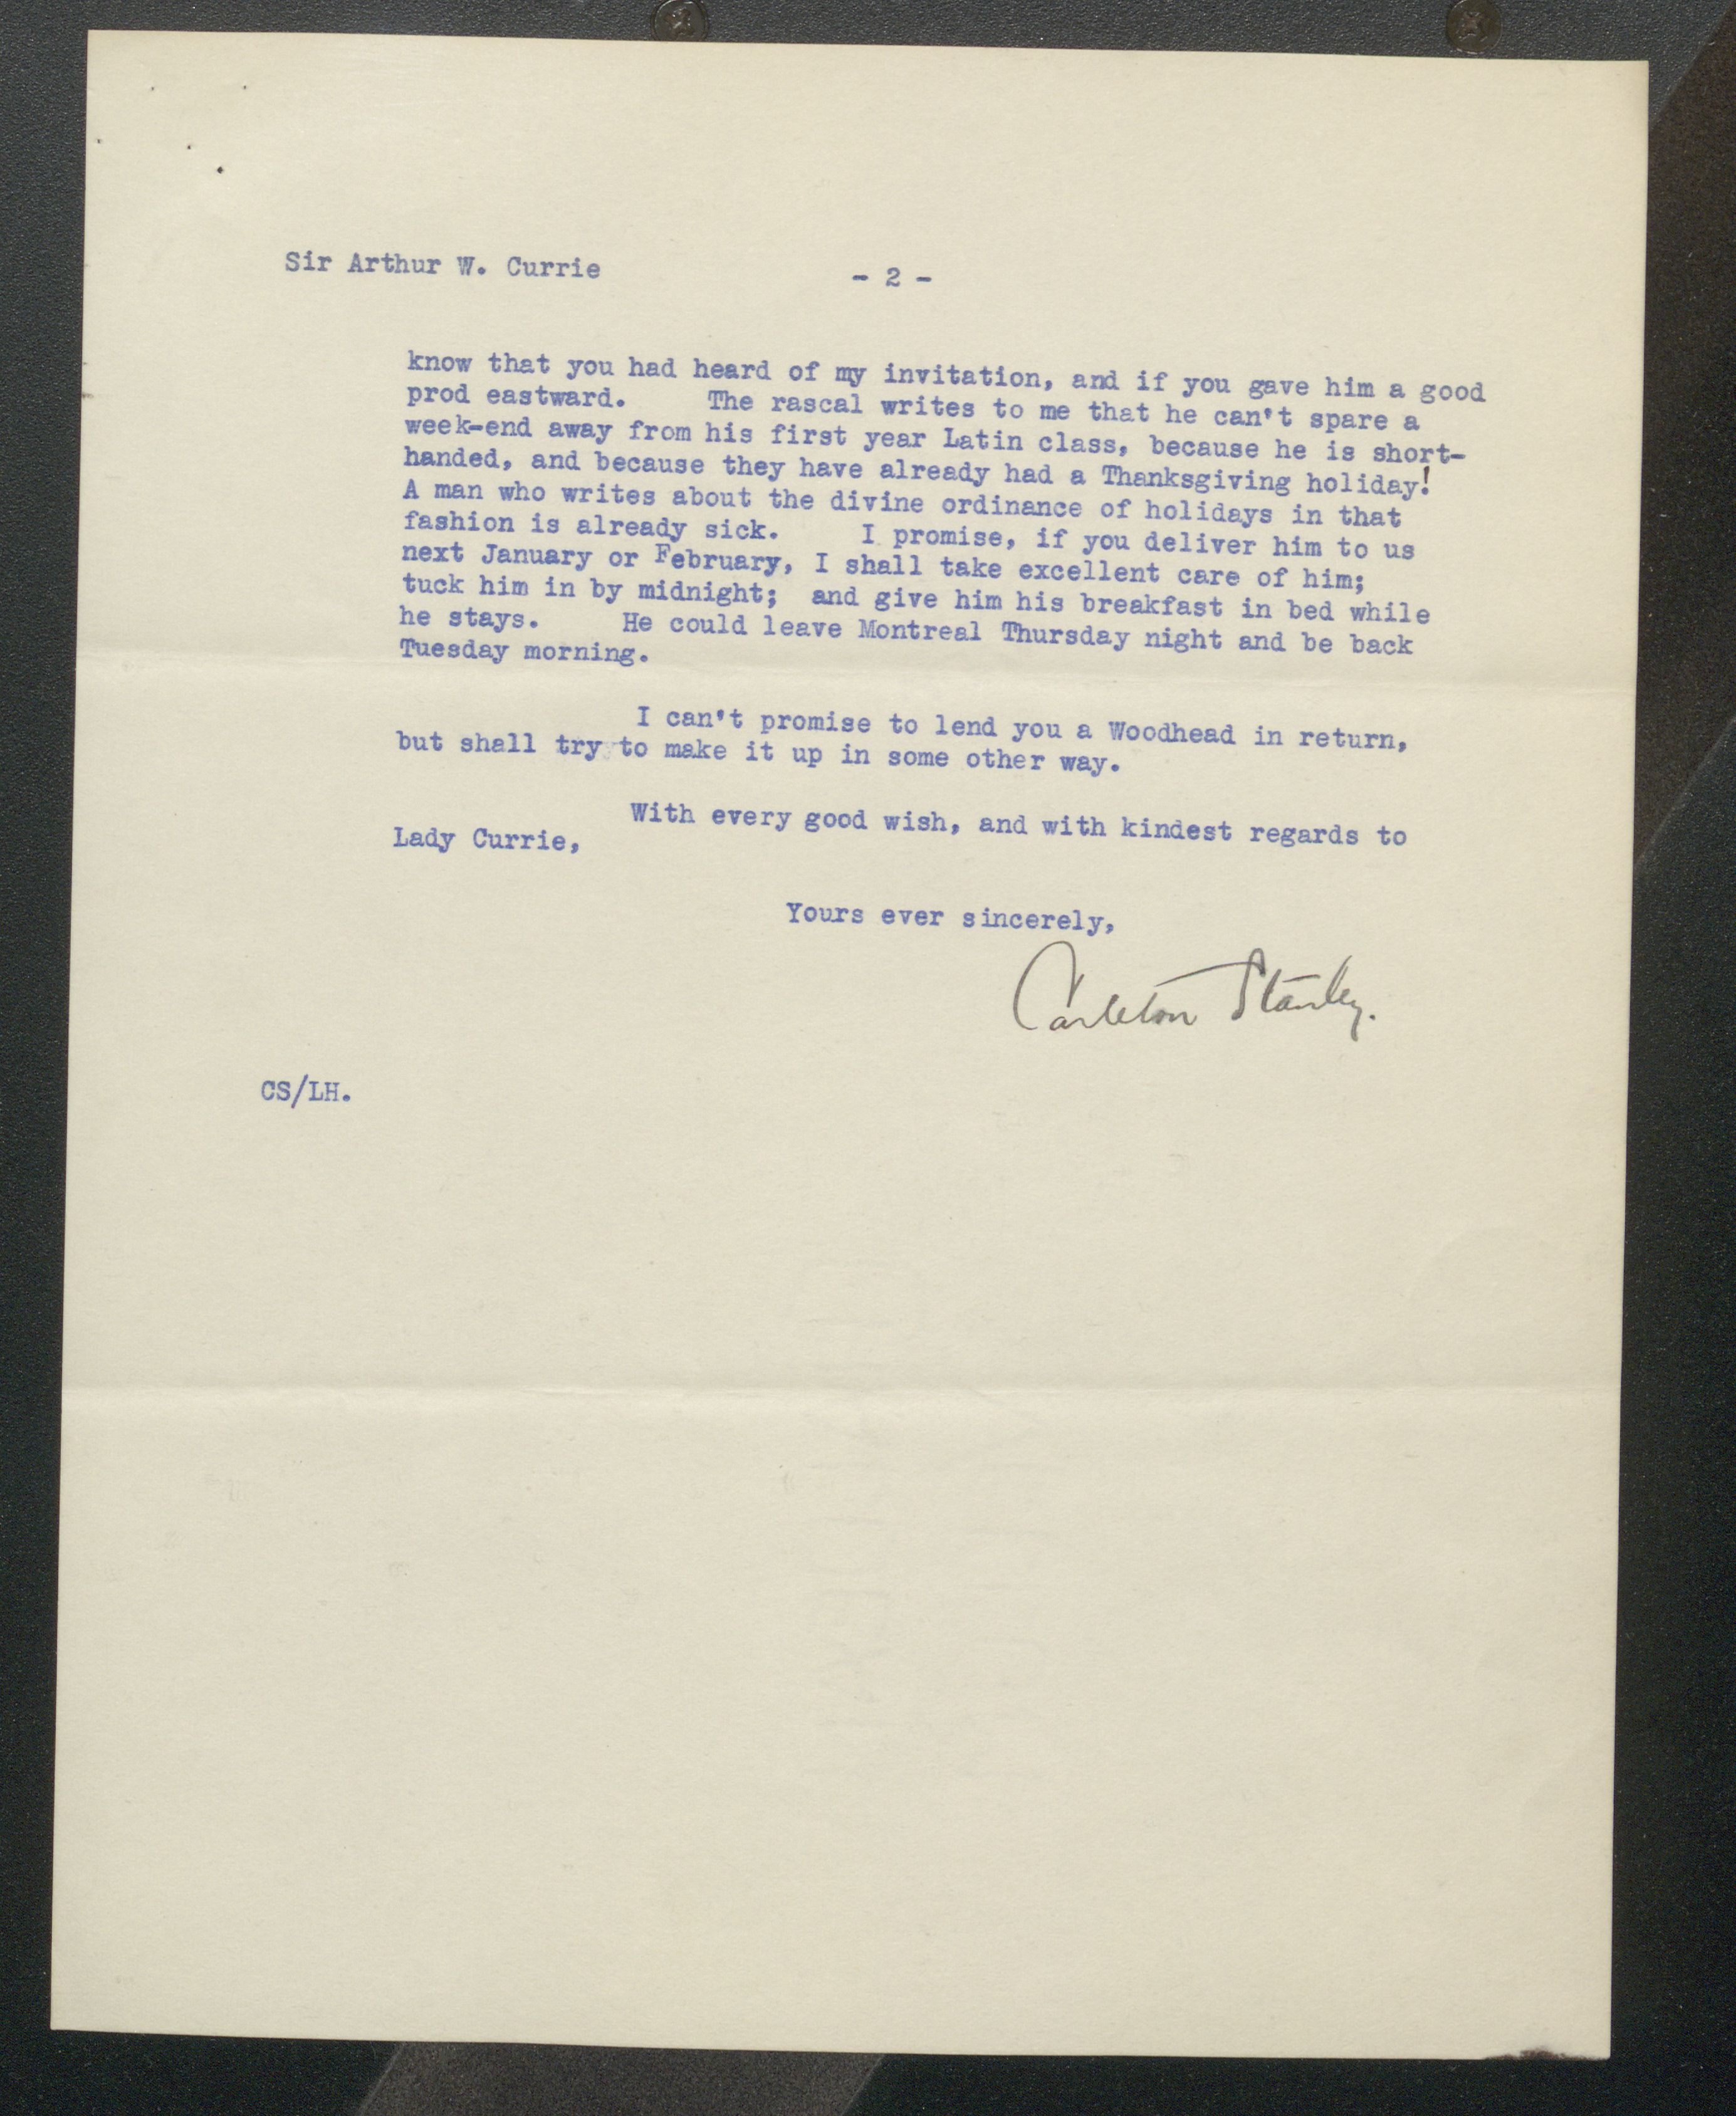 Sir Arthur W. Currie - 2 -
know that you had heard of my invitation, and if you gave him a good
prod eastward. The rascal writes to me that he can't spare a
week-end away from his first year Latin class, because he is short-
handed, and because they have already had a Thanksgiving holiday!
A man who writes about the divine ordinance of holidays in that
fashion is already sick. I promise, if you deliver him to us
next January or February, I shall take excellent care of him;
tuck him in by midnight; and give him his breakfast in bed while
he stays. He could leave Montreal Thursday night and be back
Tuesday morning.
I can't promise to lend you a Woodhead in return,
but shall try to make it up in some other way.
With every good wish, and with kindest regards to
Lady Currie,
Yours ever sincerely,
Carleton Stanley.
CS/LH.